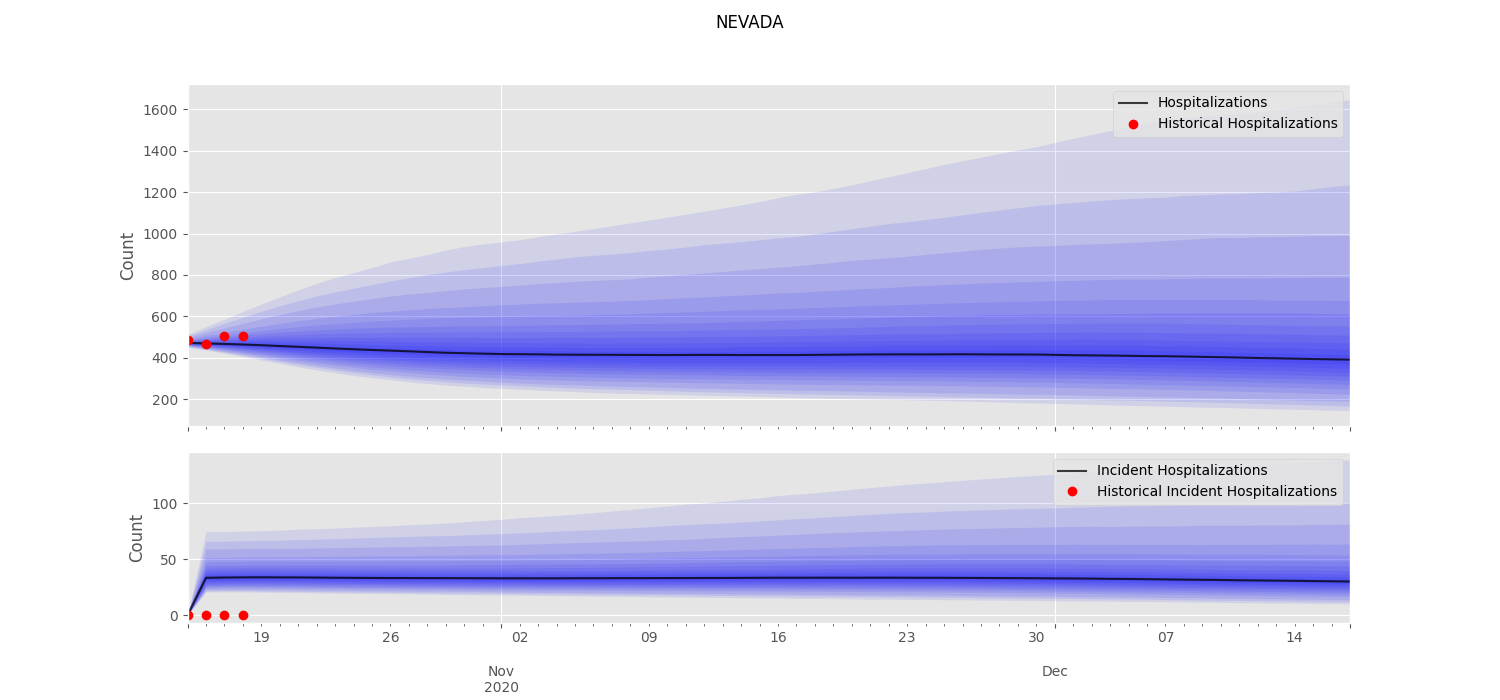 NEVADA
1600
1400
1200
1000
800
600
400
200
Count
Hospitalizations
Historical Hospitalizations
100
50
0
Count
Incident Hospitalizations
Historical Incident Hospitalizations
19 26 02 09 16 23 30 07 14
Nov Dec
2020